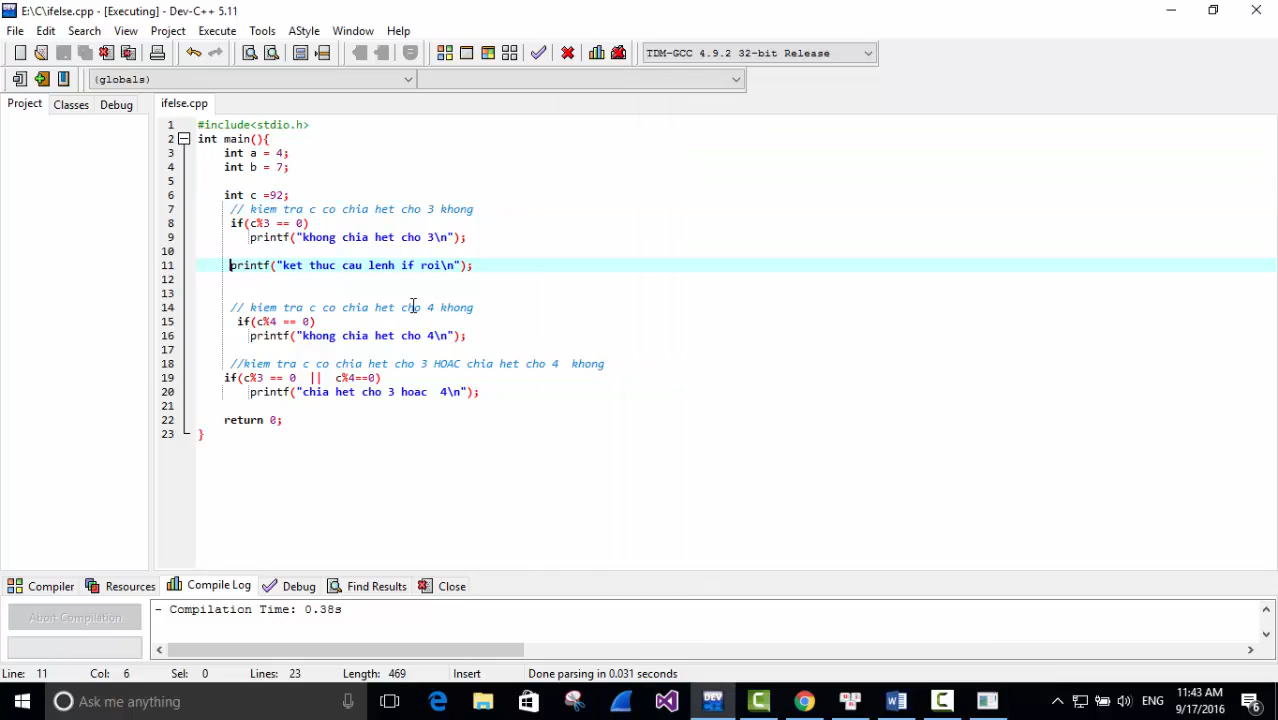 E:\C\ifelse.cpp - [Executing] - Dev-C++ 5.11
File Edit Search View Project Execute Tools AStyle Window Help
TDM-GCC 4.9.2 32-bit Release
(globals)
Project Classes Debug
ifelse.cpp
1 #include<stdio.h>
2 int main(){
3 int a = 4;
4 int b = 7;
5
6 int c =92;
7 // kiem tra c co chia het cho 3 khong
8 if(c%3 == 0)
9 printf("khong chia het cho 3\n");
10
11 printf("ket thuc cau lenh if roi\n");
12
13
14 // kiem tra c co chia het cho 4 khong
15 if(c%4 == 0)
16 printf("khong chia het cho 4\n");
17
18 //kiem tra c co chia het cho 3 HOAC chia het cho 4  khong
19 if(c%3 == 0  ||  c%4==0)
20 printf("chia het cho 3 hoac  4\n");
21
22 return 0;
23 }
Compiler Resources Compile Log Debug Find Results Close
Abort Compilation
- Compilation Time: 0.38s
Line: 11 Col: 6 Sel: 0 Lines: 23 Length: 469 Insert Done parsing in 0.031 seconds
Ask me anything
ENG
11:43 AM
9/17/2016
6